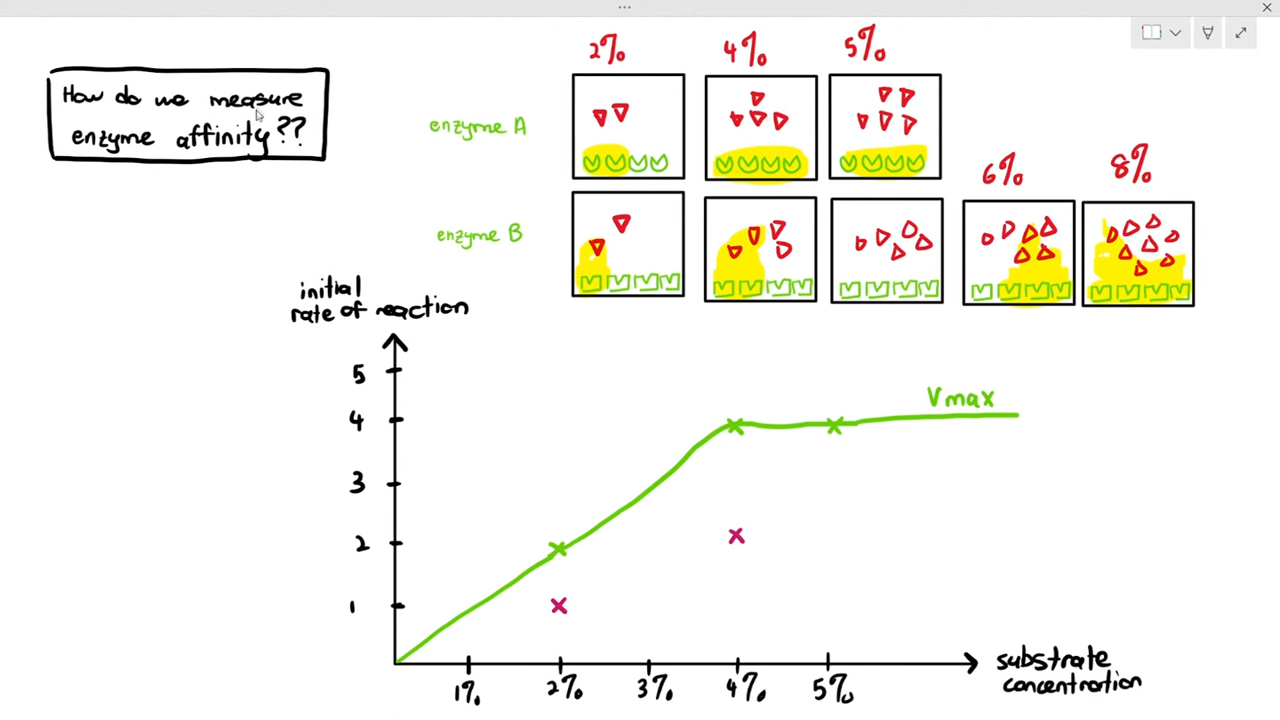 How do we measure
enzyme affinity??
2%
4%
5%
enzyme A
6%
8%
enzyme B
initial
rate of reaction
5
4
3
2
1
Vmax
1%
2%
3%
4%
5%
substrate
concentration